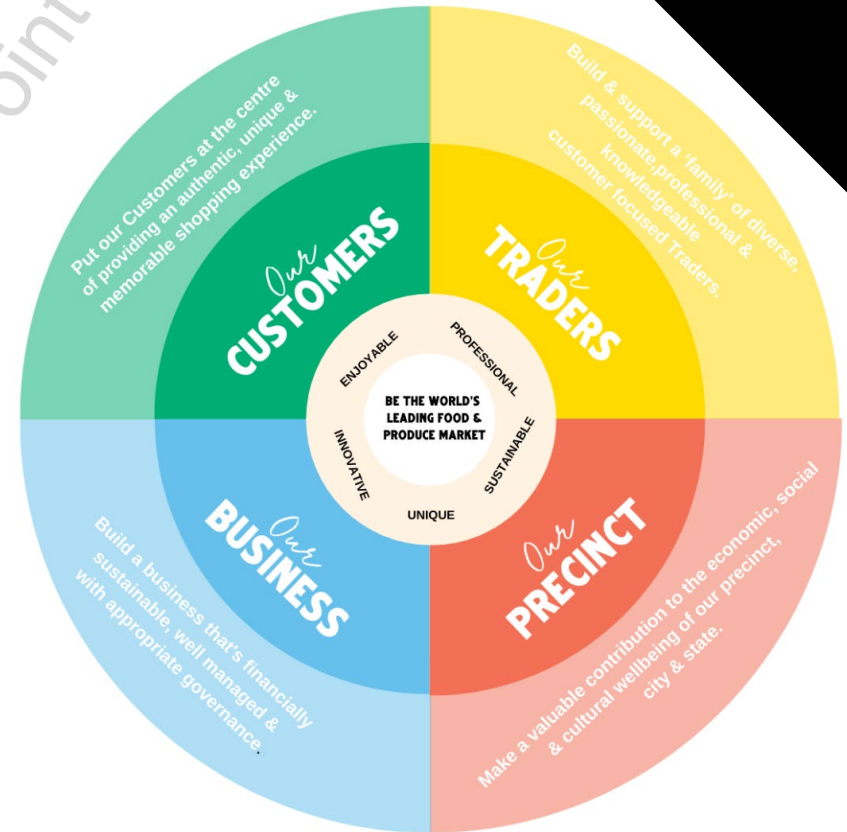 oint
Put our Customers at the centre
of providing an authentic, unique &
memorable shopping experience.
Our
CUSTOMERS
Build & support a 'family' of diverse,
passionate,professional &
knowledgeable
customer focused Traders.
Our
TRADERS
ENJOYABLE
PROFESSIONAL
BE THE WORLD'S
LEADING FOOD &
PRODUCE MARKET
INNOVATIVE
SUSTAINABLE
UNIQUE
Our
BUSINESS
Build a business that's financially
sustainable, well managed &
with appropriate governance.
Our
PRECINCT
Make a valuable contribution to the economic, social
& cultural wellbeing of our precinct,
city & state.